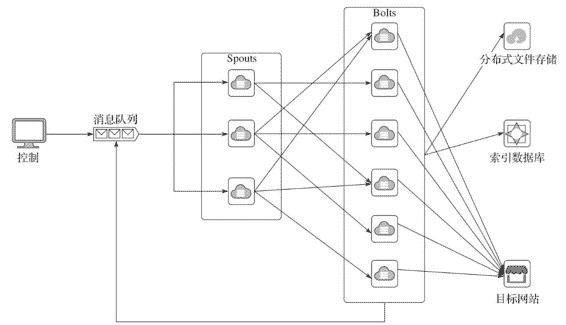 Bolts
Spouts
分布式文件存储
消息队列
控制
索引数据库
目标网站